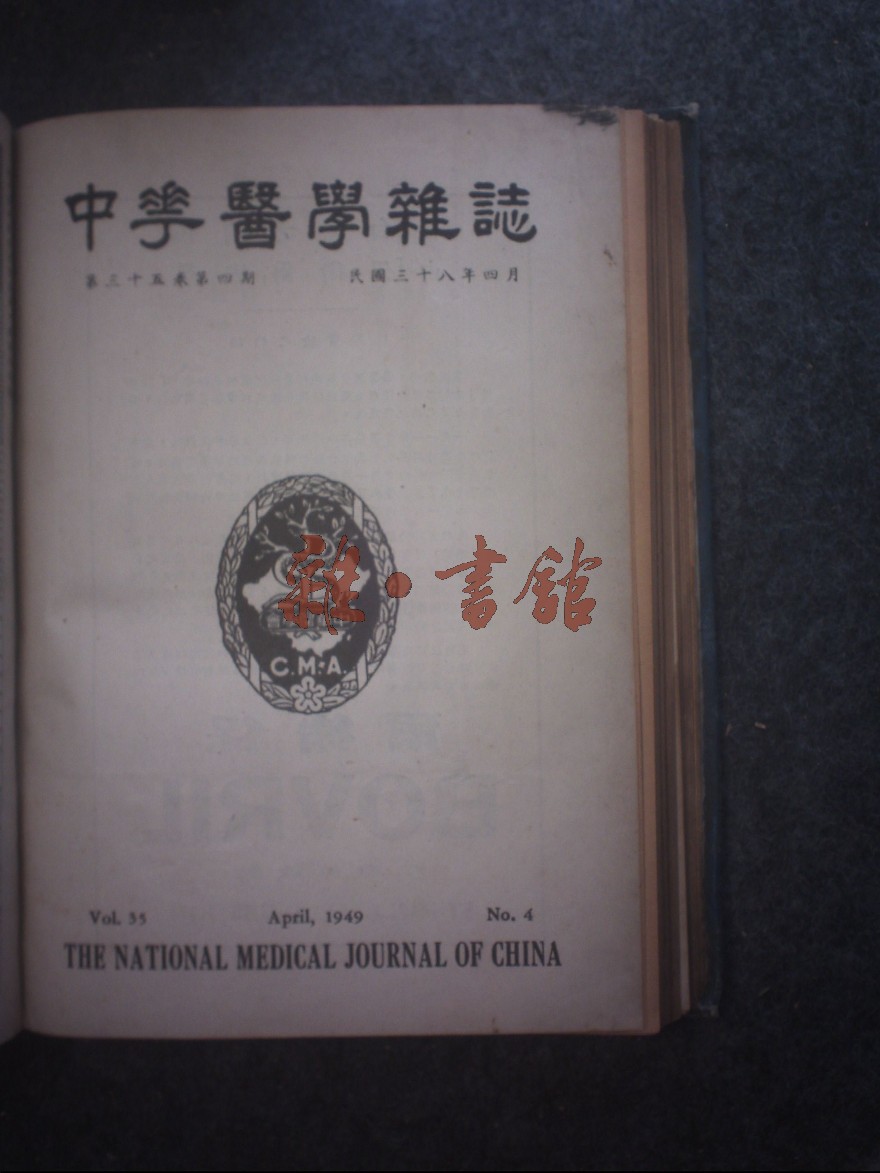 中華醫學雜誌
第三十五卷第四期 民國三十八年四月
雜·書館
C.M.A.
Vol. 35 April, 1949 No. 4
THE NATIONAL MEDICAL JOURNAL OF CHINA